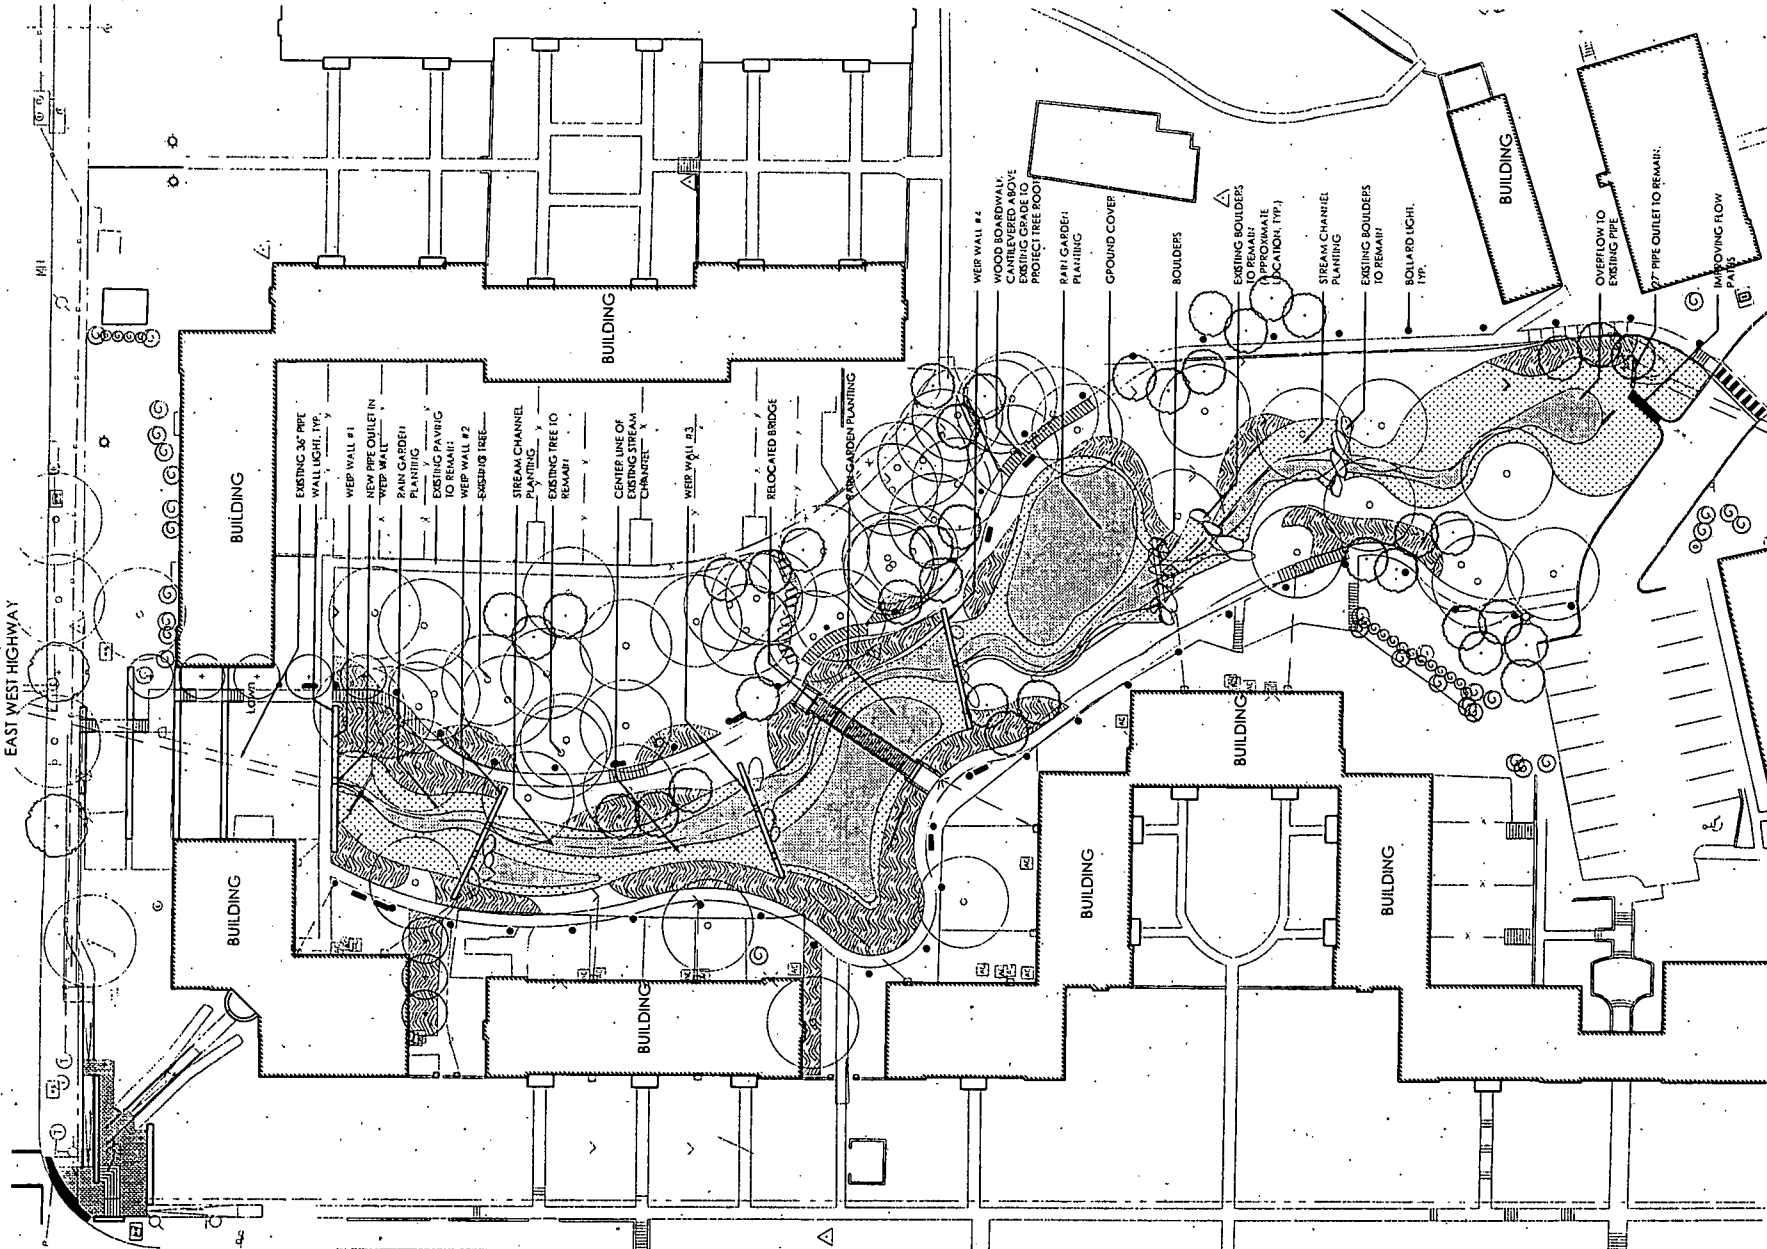 EAST WEST HIGHWAY
BUILDING
BUILDING
BUILDING
BUILDING
BUILDING
BUILDING
BUILDING
BUILDING
Lawn
EXISTING 36" PIPE
WALL LIGHT, TYP.
WEIR WALL #1
NEW PIPE OUTLET IN
WEIR WALL
RAIN GARDEN
PLANTING
EXISTING PAVING
TO REMAIN
WEIR WALL #2
EXISTING TREE
STREAM CHANNEL
PLANTING
EXISTING TREE TO
REMAIN
CENTER LINE OF
EXISTING STREAM
CHANNEL
WEIR WALL #3
RELOCATED BRIDGE
RAIN GARDEN PLANTING
WEIR WALL #4
WOOD BOARDWALK,
CANTILEVERED ABOVE
EXISTING GRADE TO
PROTECT TREE ROOTS
RAIN GARDEN
PLANTING
GROUND COVER
BOULDERS
EXISTING BOULDERS
TO REMAIN
(APPROXIMATE
LOCATION, TYP.)
STREAM CHANNEL
PLANTING
EXISTING BOULDERS
TO REMAIN
BOLLARD LIGHT,
TYP.
OVERFLOW TO
EXISTING PIPE
27" PIPE OUTLET TO REMAIN,
IMPROVING FLOW
PATHS